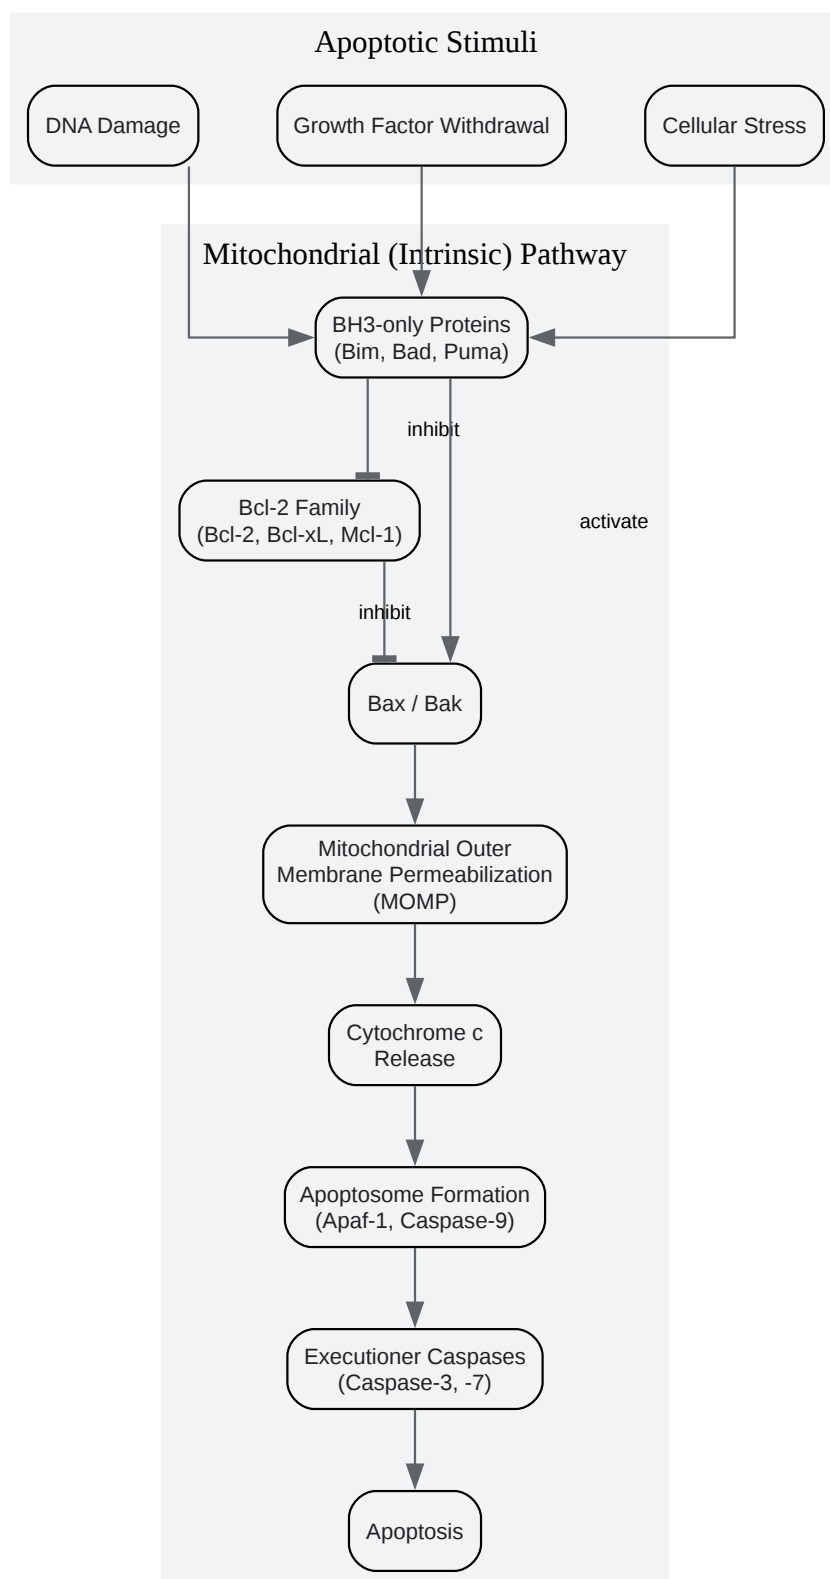 Apoptotic Stimuli
DNA Damage
Growth Factor Withdrawal
Cellular Stress
Mitochondrial (Intrinsic) Pathway
BH3-only Proteins
(Bim, Bad, Puma)
inhibit
Bcl-2 Family
(Bcl-2, Bcl-xL, Mcl-1)
activate
inhibit
Bax / Bak
Mitochondrial Outer
Membrane Permeabilization
(MOMP)
Cytochrome c
Release
Apoptosome Formation
(Apaf-1, Caspase-9)
Executioner Caspases
(Caspase-3, -7)
Apoptosis